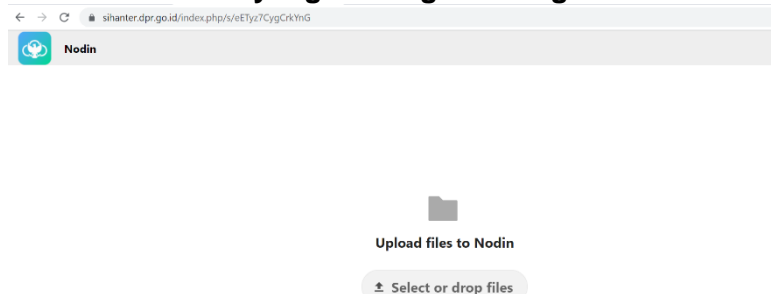 sihanter.dpr.go.id/index.php/s/eETyz7CygCrkYnG
Nodin
Upload files to Nodin
Select or drop files